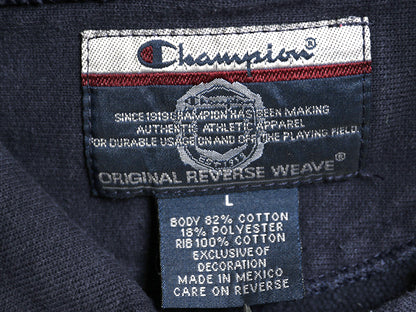 Champion®
SINCE 1919 CHAMPION HAS BEEN MAKING
AUTHENTIC ATHLETIC APPAREL
FOR DURABLE USAGE ON AND OFF THE PLAYING FIELD.
EST. 1919
ORIGINAL REVERSE WEAVE®
L
BODY 82% COTTON
18% POLYESTER
RIB 100% COTTON
EXCLUSIVE OF
DECORATION
MADE IN MEXICO
CARE ON REVERSE